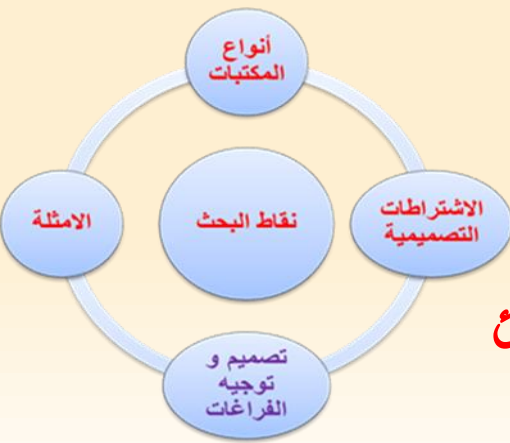 أنواع
المكتبات
الاشتراطات
التصميمية
نقاط البحث
الامثلة
تصميم و
توجيه
الفراغات